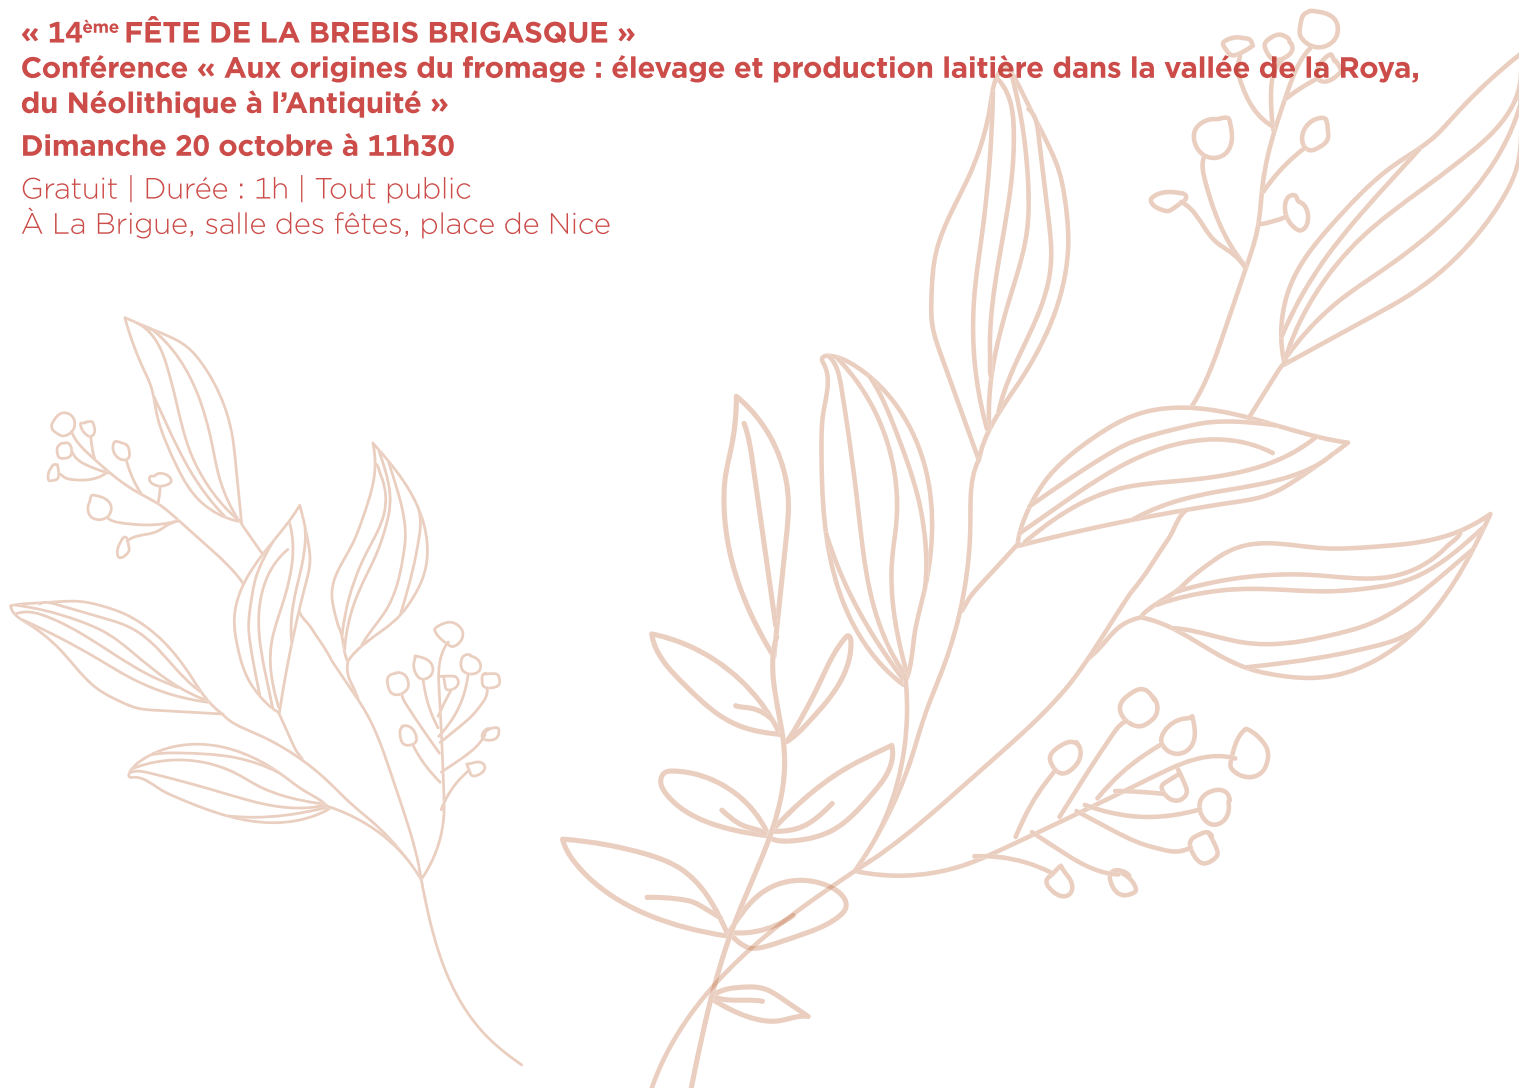 « 14ème FÊTE DE LA BREBIS BRIGASQUE »
Conférence « Aux origines du fromage : élevage et production laitière dans la vallée de la Roya,
du Néolithique à l’Antiquité »
Dimanche 20 octobre à 11h30
Gratuit | Durée : 1h | Tout public
À La Brigue, salle des fêtes, place de Nice